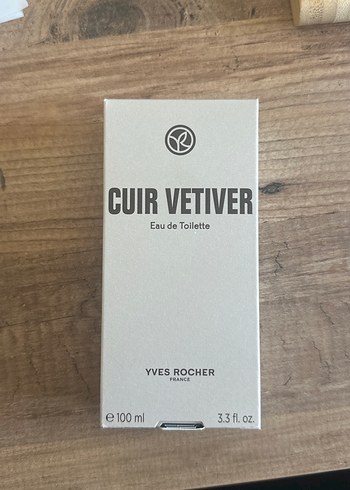 CUIR VETIVER
Eau de Toilette
YVES ROCHER
FRANCE
℮ 100 ml 3.3 fl. oz.